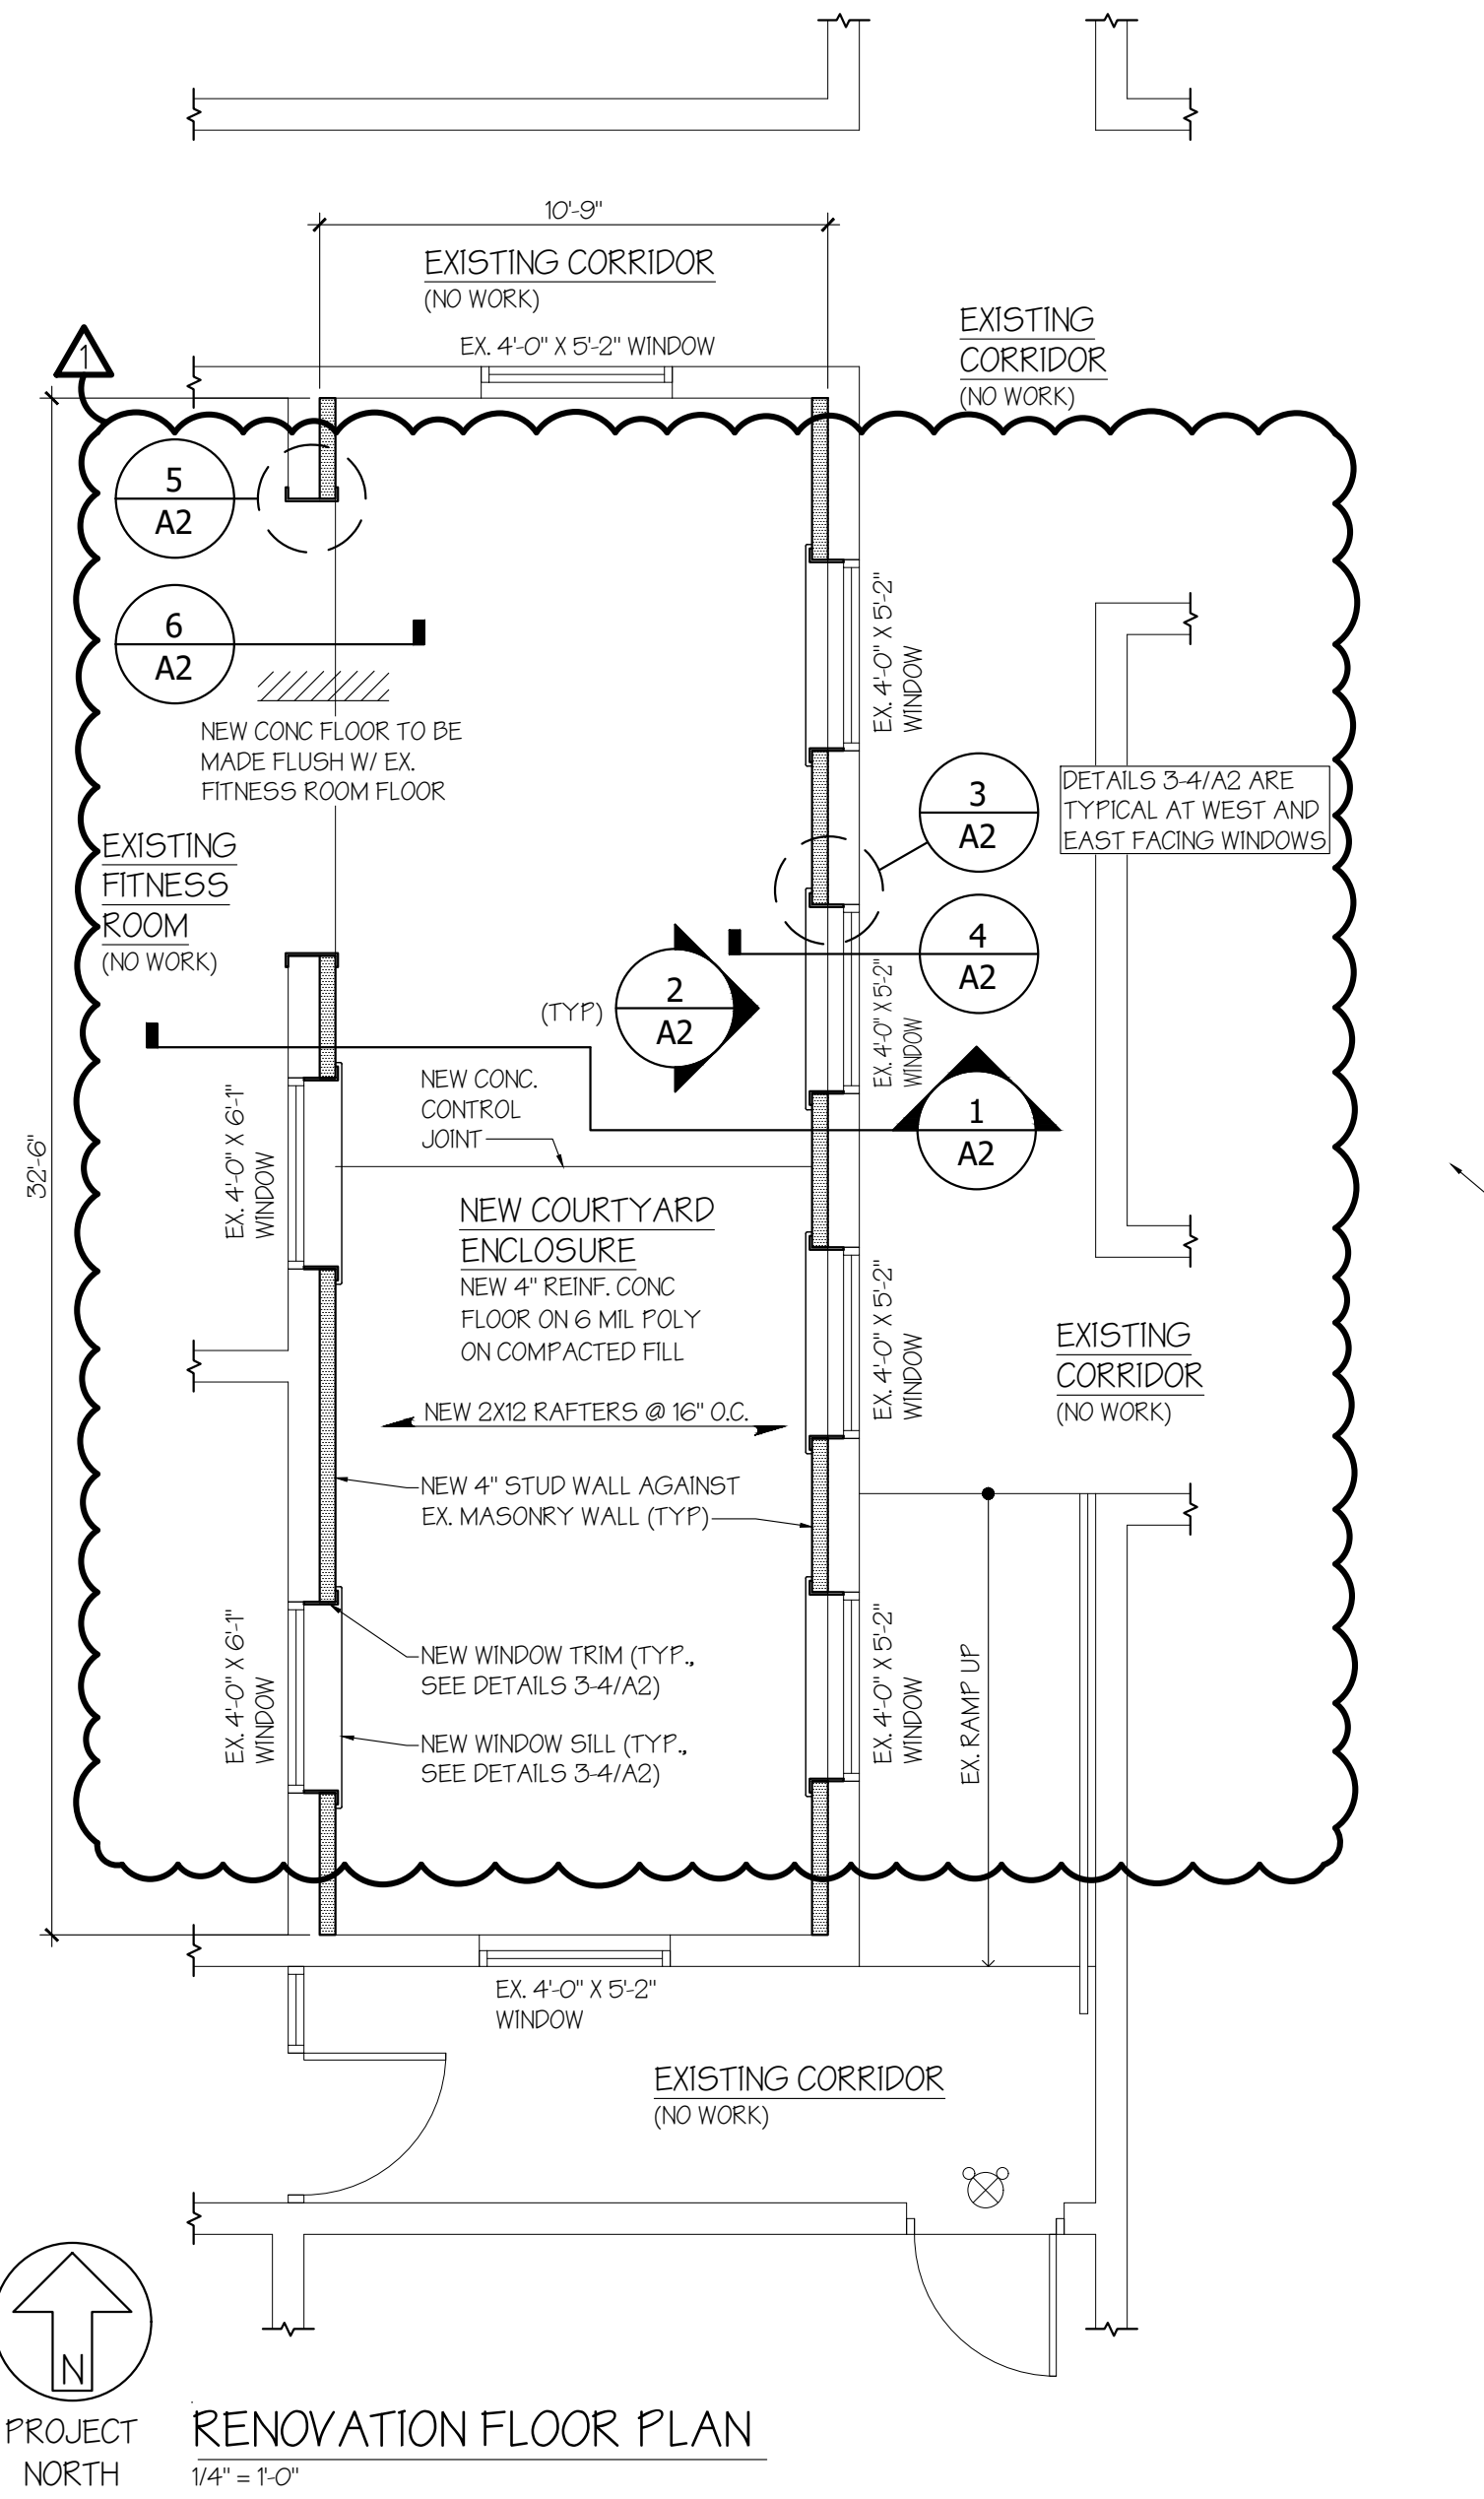 10'-9"
EXISTING CORRIDOR
(NO WORK)
EX. 4'-0" X 5'-2" WINDOW
EXISTING
CORRIDOR
(NO WORK)
1
5
A2
6
A2
NEW CONC FLOOR TO BE
MADE FLUSH W/ EX.
FITNESS ROOM FLOOR
EX. 4'-0" X 5'-2"
WINDOW
3
A2
DETAILS 3-4/A2 ARE
TYPICAL AT WEST AND
EAST FACING WINDOWS
EXISTING
FITNESS
ROOM
(NO WORK)
4
A2
(TYP)
2
A2
EX. 4'-0" X 5'-2"
WINDOW
NEW CONC.
CONTROL
JOINT
1
A2
32'-6"
EX. 4'-0" X 6'-1"
WINDOW
NEW COURTYARD
ENCLOSURE
NEW 4" REINF. CONC
FLOOR ON 6 MIL POLY
ON COMPACTED FILL
EX. 4'-0" X 5'-2"
WINDOW
EXISTING
CORRIDOR
(NO WORK)
NEW 2X12 RAFTERS @ 16" O.C.
NEW 4" STUD WALL AGAINST
EX. MASONRY WALL (TYP)
EX. 4'-0" X 6'-1"
WINDOW
NEW WINDOW TRIM (TYP.,
SEE DETAILS 3-4/A2)
NEW WINDOW SILL (TYP.,
SEE DETAILS 3-4/A2)
EX. 4'-0" X 5'-2"
WINDOW
EX. RAMP UP
EX. 4'-0" X 5'-2"
WINDOW
EXISTING CORRIDOR
(NO WORK)
N
PROJECT
NORTH
RENOVATION FLOOR PLAN
1/4" = 1'-0"